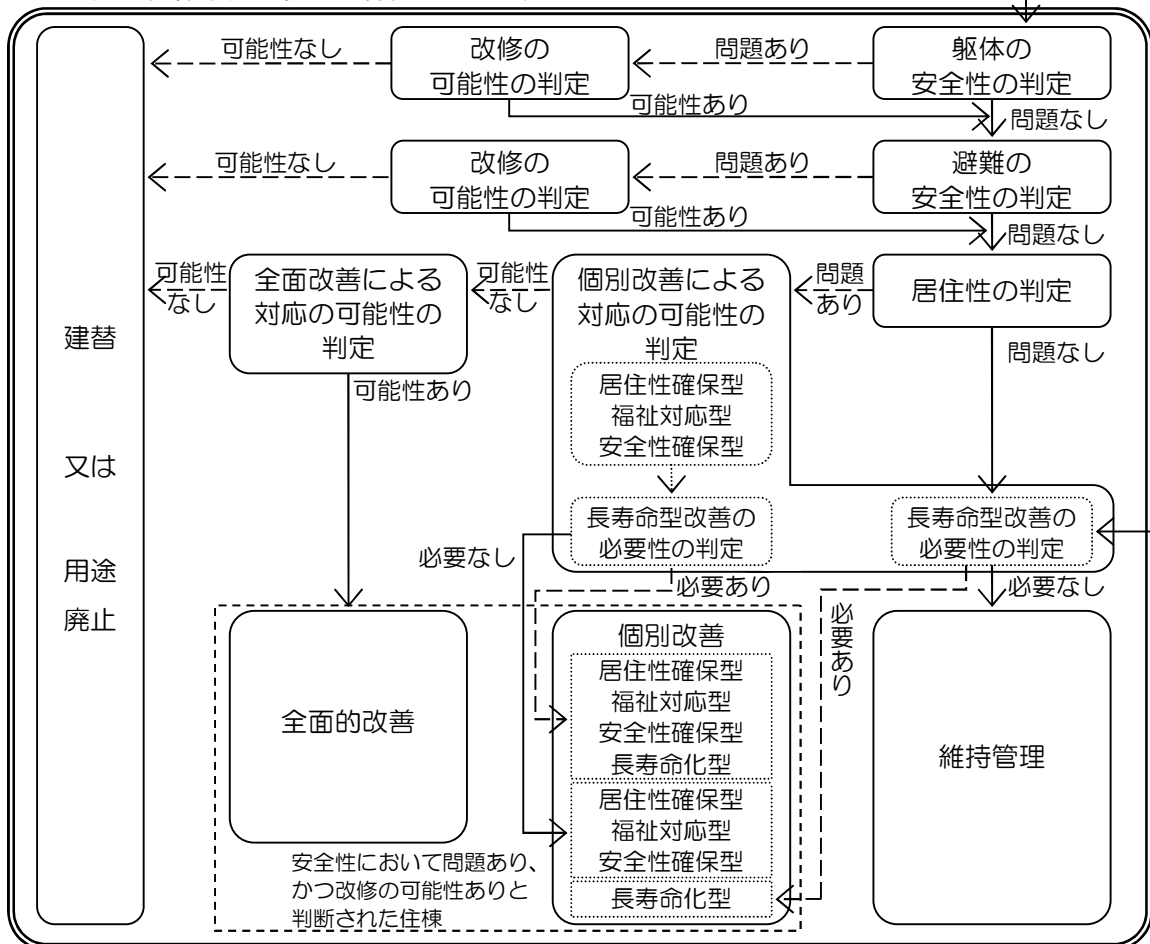 可能性なし
改修の
可能性の判定
問題あり
躯体の
安全性の判定
可能性あり
問題なし
可能性なし
改修の
可能性の判定
問題あり
避難の
安全性の判定
可能性あり
問題なし
可能性
なし
全面改善による
対応の可能性の
判定
可能性
なし
個別改善による
対応の可能性の
判定
問題
あり
居住性の判定
建替
又は
用途
廃止
可能性あり
居住性確保型
福祉対応型
安全性確保型
問題なし
長寿命型改善の
必要性の判定
長寿命型改善の
必要性の判定
必要なし
必要あり
必要なし
必要あり
全面的改善
個別改善
居住性確保型
福祉対応型
安全性確保型
長寿命化型
居住性確保型
福祉対応型
安全性確保型
長寿命化型
維持管理
安全性において問題あり、
かつ改修の可能性ありと
判断された住棟